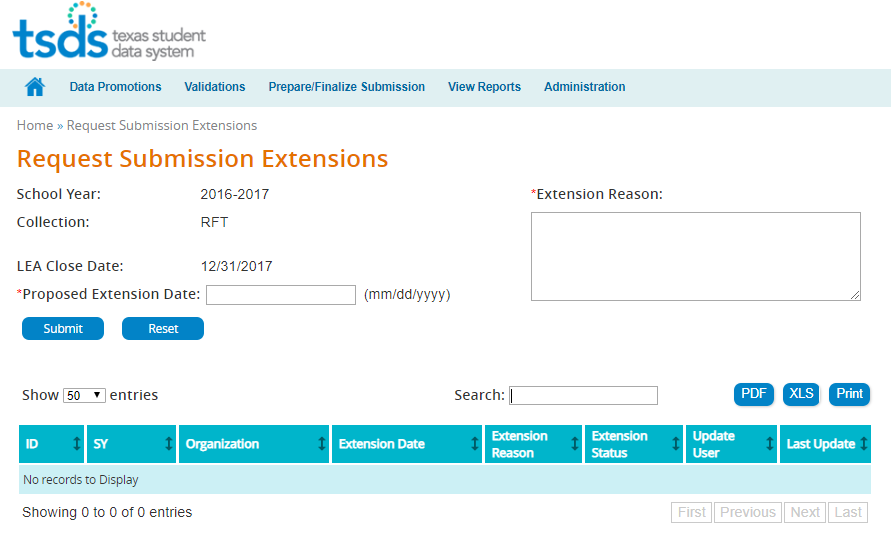 tsds texas student
data system
Data Promotions Validations Prepare/Finalize Submission View Reports Administration
Home » Request Submission Extensions
Request Submission Extensions
School Year: 2016-2017 *Extension Reason:
Collection: RFT
LEA Close Date: 12/31/2017
*Proposed Extension Date: (mm/dd/yyyy)
Submit Reset
Show 50 entries Search: PDF XLS Print
ID SY Organization Extension Date Extension Reason Extension Status Update User Last Update
No records to Display
Showing 0 to 0 of 0 entries First Previous Next Last